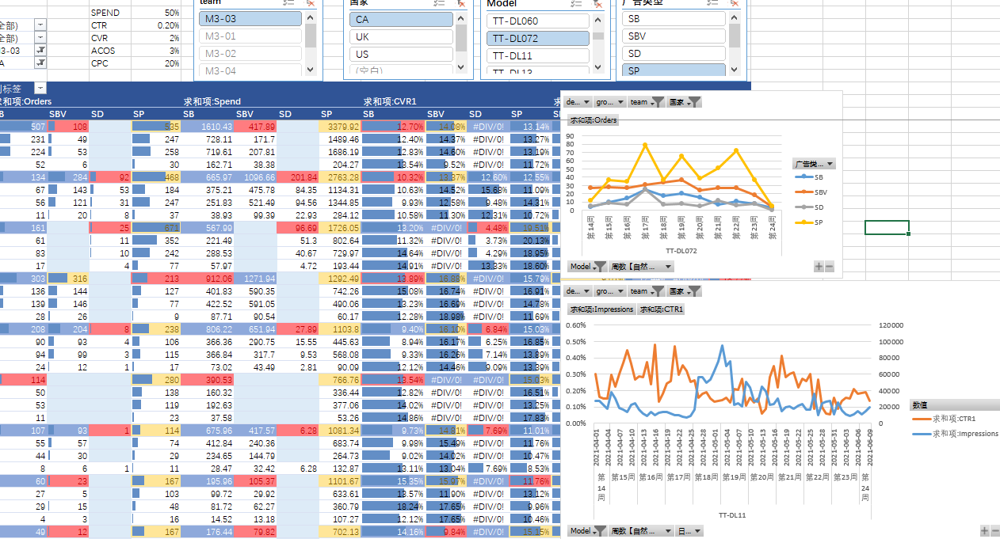 SPEND 50%
CTR 0.20%
CVR 2%
ACOS 3%
CPC 20%
全部)
全部)
team
M3-03
M3-01
M3-02
M3-04
国家
CA
UK
US
(空白)
Model
TT-DL060
TT-DL072
TT-DL11
TT-DL13
广告类型
SB
SBV
SD
SP
标签
求和项:Orders 求和项:Spend 求和项:CVR1
SBV SD SP SB SBV SD SP SB SBV SD SP
507 108 535 1610.43 417.89 3379.92 12.70% 14.08% #DIV/0! 13.14%
231 49 247 728.11 171.7 1489.46 12.40% 14.37% #DIV/0! 13.27%
224 53 258 719.61 207.81 1686.19 12.83% 14.60% #DIV/0! 13.19%
52 6 30 162.71 38.38 204.27 13.54% 9.52% #DIV/0! 11.72%
134 284 92 468 665.97 1096.66 201.84 2763.28 10.32% 13.87% 12.60% 12.55%
67 143 53 184 375.21 475.78 84.35 1134.31 10.63% 14.52% 15.68% 11.09%
56 121 31 247 251.83 521.49 94.56 1344.85 9.93% 12.58% 9.48% 14.31%
11 20 8 37 38.93 99.39 22.93 284.12 10.58% 11.30% 12.31% 10.72%
161 25 671 567.99 96.69 1726.05 13.20% #DIV/0! 4.48% 19.51%
61 11 352 221.49 51.3 802.64 11.32% #DIV/0! 3.73% 20.13%
83 10 242 288.53 40.67 729.97 14.64% #DIV/0! 4.29% 18.95%
17 4 77 57.97 4.72 193.44 14.91% #DIV/0! 13.33% 18.60%
303 316 213 912.06 1271.94 1292.49 13.89% 16.88% #DIV/0! 15.79%
136 144 127 401.83 590.35 742.26 15.08% 16.74% #DIV/0! 16.91%
139 146 77 422.52 591.05 490.06 13.23% 16.69% #DIV/0! 14.78%
28 26 9 87.71 90.54 60.17 12.28% 18.98% #DIV/0! 11.69%
208 204 8 238 806.22 651.94 27.89 1103.8 9.40% 16.10% 6.84% 15.03%
90 93 4 106 366.36 290.75 15.55 445.63 8.94% 16.17% 6.25% 16.85%
94 99 3 115 366.84 317.7 9.53 568.08 9.33% 16.26% 7.14% 13.89%
24 12 1 17 73.02 43.49 2.81 90.09 12.12% 14.46% 9.09% 13.39%
114 280 390.53 766.76 13.54% #DIV/0! #DIV/0! 15.03%
50 138 160.32 336.44 12.82% #DIV/0! #DIV/0! 16.51%
53 119 192.63 377.06 14.02% #DIV/0! #DIV/0! 13.25%
11 23 37.58 53.26 14.86% #DIV/0! #DIV/0! 17.83%
107 93 1 114 675.96 417.57 6.28 1081.34 9.73% 14.81% 7.69% 11.01%
55 57 74 412.84 240.36 683.74 9.98% 15.49% #DIV/0! 11.76%
44 30 29 234.65 144.79 264.73 9.02% 14.02% #DIV/0! 10.47%
8 6 1 11 28.47 32.42 6.28 132.87 13.11% 13.04% 7.69% 8.53%
60 23 167 195.96 105.37 1101.67 15.35% 15.97% #DIV/0! 11.76%
27 5 103 99.72 29.92 633.61 13.57% 11.90% #DIV/0! 13.12%
29 15 48 81.72 62.27 360.79 18.24% 17.65% #DIV/0! 9.96%
4 3 16 14.52 13.18 107.27 12.12% 17.65% #DIV/0! 10.46%
49 12 167 176.44 79.82 702.13 14.16% 9.84% #DIV/0! 15.15%
de... gro... team 国家
求和项:Orders
90
80
70
60
50
40
30
20
10
0
第14周 第15周 第16周 第17周 第18周 第19周 第20周 第21周 第22周 第23周 第24周
TT-DL072
广告类...
SB
SBV
SD
SP
Model 周数【自然...
de... gro... team 国家
求和项:Impressions 求和项:CTR1
0.60% 120000
0.50% 100000
0.40% 80000
0.30% 60000
0.20% 40000
0.10% 20000
0.00% 0
2021-04-01 2021-04-04 2021-04-07 2021-04-10 2021-04-13 2021-04-16 2021-04-19 2021-04-22 2021-04-25 2021-04-28 2021-05-01 2021-05-04 2021-05-07 2021-05-10 2021-05-13 2021-05-16 2021-05-19 2021-05-22 2021-05-25 2021-05-28 2021-05-31 2021-06-03 2021-06-06 2021-06-09
第14周 第15周 第16周 第17周 第18周 第19周 第20周 第21周 第22周 第23周 第24周
TT-DL11
数值
求和项:CTR1
求和项:Impressions
Model 周数【自然... 日...